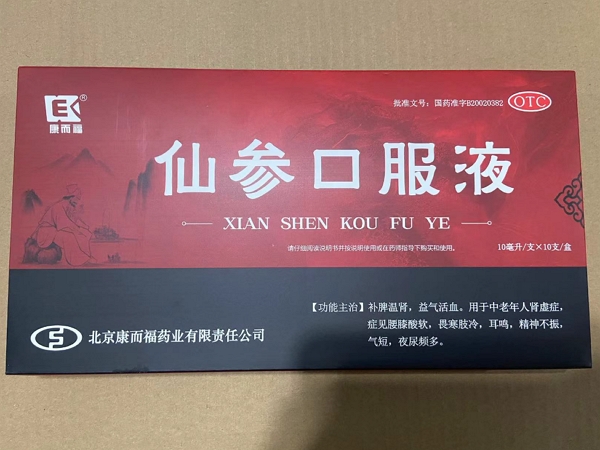 EK®
康而福
批准文号：国药准字B20020382 OTC
仙参口服液
XIAN SHEN KOU FU YE
请仔细阅读说明书并按说明使用或在药师指导下购买和使用。
10毫升/支×10支/盒
【功能主治】补脾温肾，益气活血。用于中老年人肾虚症，
症见腰膝酸软，畏寒肢冷，耳鸣，精神不振，
气短，夜尿频多。
北京康而福药业有限责任公司